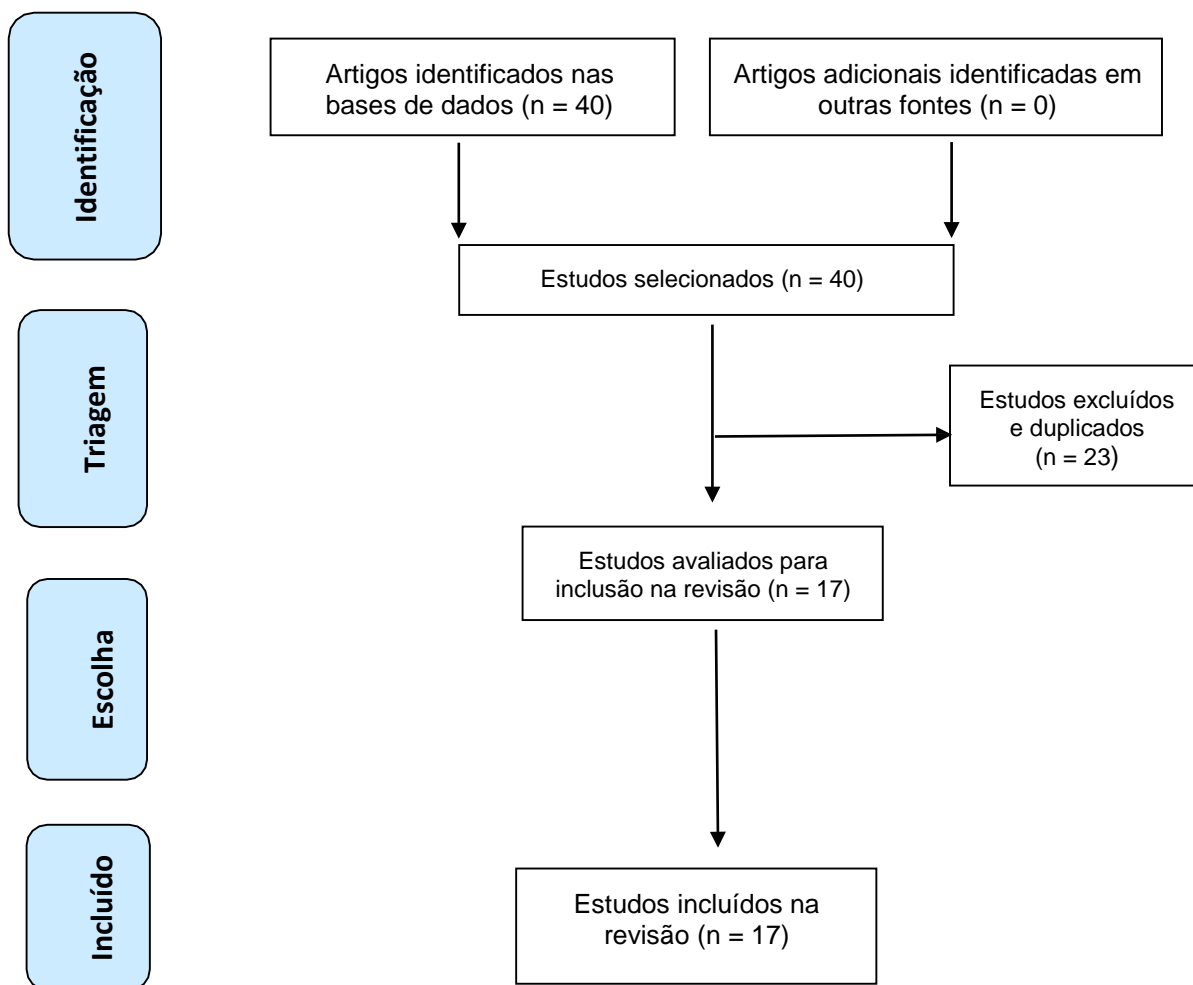 Identificação
Artigos identificados nas
bases de dados (n = 40)
Artigos adicionais identificadas em
outras fontes (n = 0)
Estudos selecionados (n = 40)
Triagem
Estudos excluídos
e duplicados
(n = 23)
Estudos avaliados para
inclusão na revisão (n = 17)
Escolha
Incluído
Estudos incluídos na
revisão (n = 17)